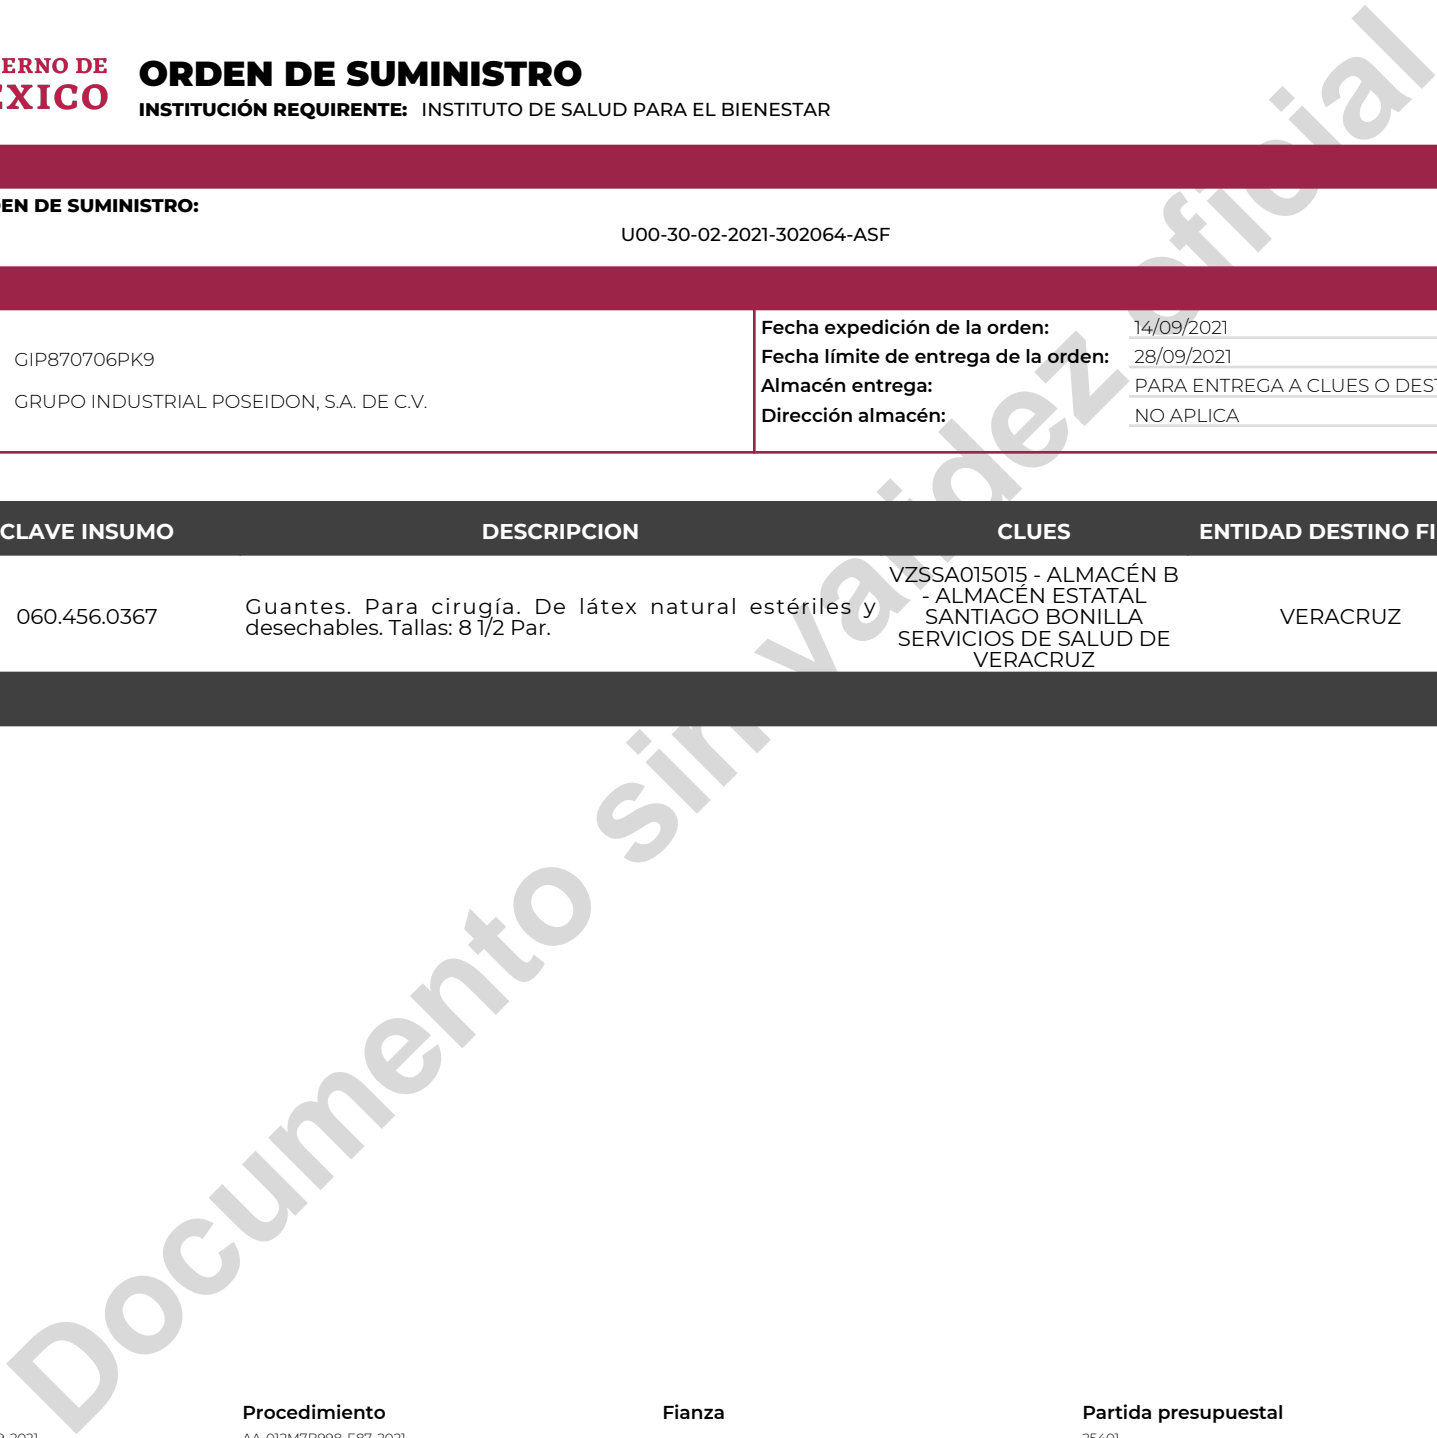 ERNO DE
ÉXICO
ORDEN DE SUMINISTRO
INSTITUCIÓN REQUIRENTE: INSTITUTO DE SALUD PARA EL BIENESTAR
EN DE SUMINISTRO:
U00-30-02-2021-302064-ASF
GIP870706PK9
GRUPO INDUSTRIAL POSEIDON, S.A. DE C.V.
Fecha expedición de la orden: 14/09/2021
Fecha límite de entrega de la orden: 28/09/2021
Almacén entrega: PARA ENTREGA A CLUES O DEST
Dirección almacén: NO APLICA
CLAVE INSUMO DESCRIPCION CLUES ENTIDAD DESTINO FI
060.456.0367
Guantes. Para cirugía. De látex natural estériles y
desechables. Tallas: 8 1/2 Par.
VZSSA015015 - ALMACÉN B
- ALMACÉN ESTATAL
SANTIAGO BONILLA
SERVICIOS DE SALUD DE
VERACRUZ
VERACRUZ
Documento sin validez oficial
Procedimiento Fianza Partida presupuestal